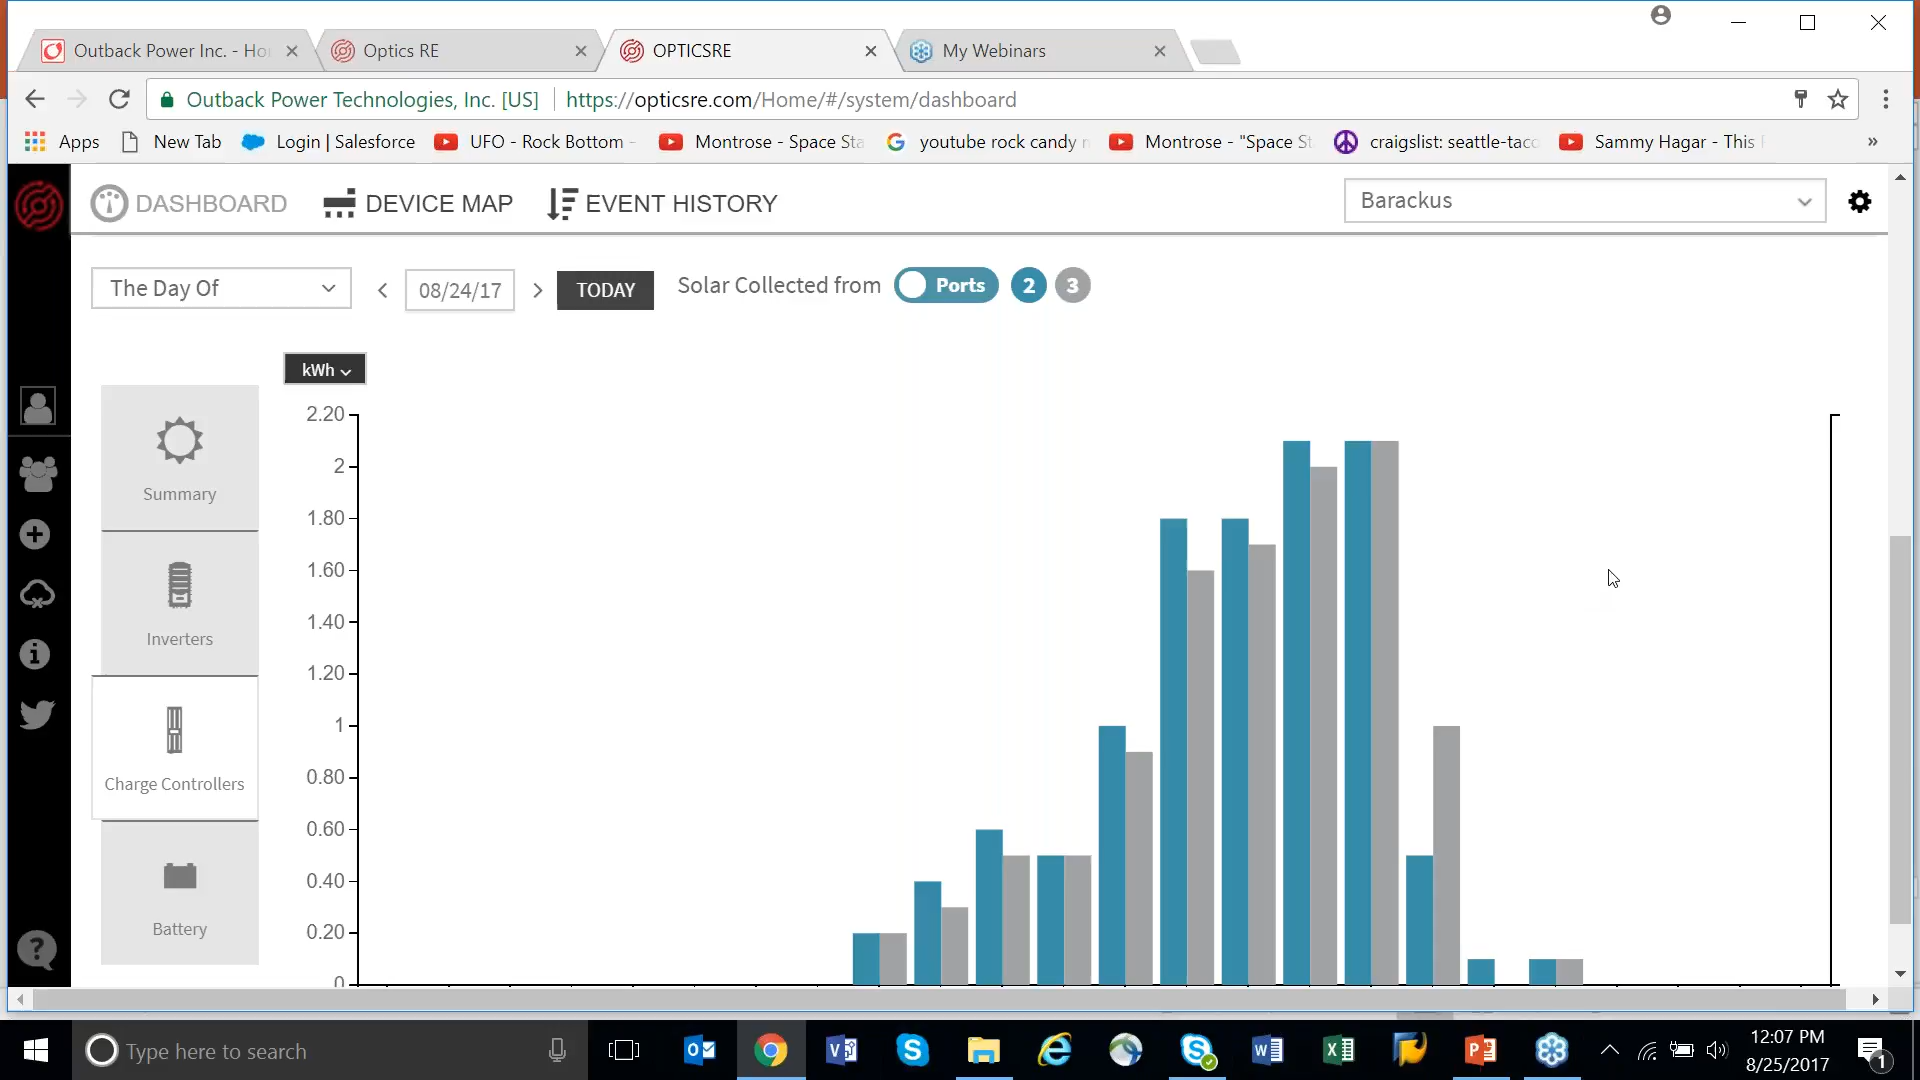 Outback Power Inc. - Ho
Optics RE
OPTICSRE
My Webinars
Outback Power Technologies, Inc. [US] https://opticsre.com/Home/#/system/dashboard
Apps New Tab Login | Salesforce UFO - Rock Bottom - Montrose - Space Sta youtube rock candy Montrose - "Space St craigslist: seattle-taco Sammy Hagar - This »
DASHBOARD DEVICE MAP EVENT HISTORY Barackus
The Day Of 08/24/17 TODAY Solar Collected from Ports 2 3
kWh
2.20
2
1.80
1.60
1.40
1.20
1
0.80
0.60
0.40
0.20
0
Summary
Inverters
Charge Controllers
Battery
Type here to search
12:07 PM
8/25/2017
1